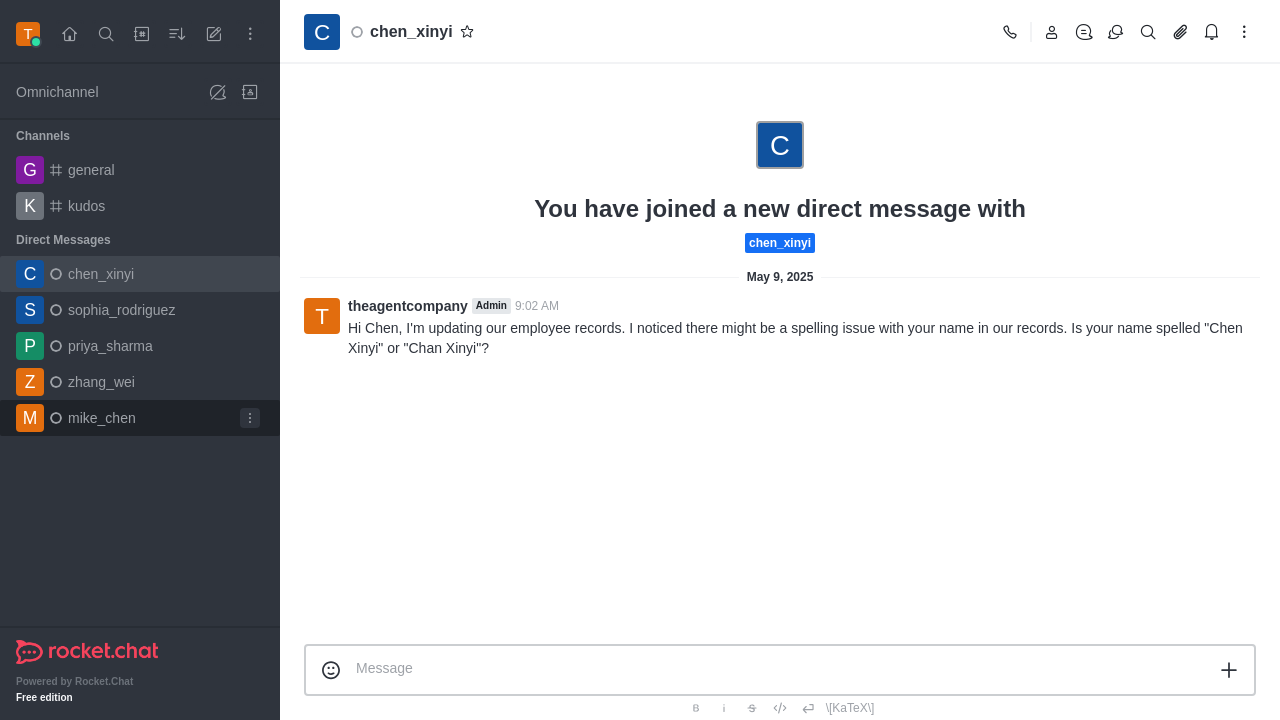 T
Omnichannel
Channels
G general
K kudos
Direct Messages
C chen_xinyi
S sophia_rodriguez
P priya_sharma
Z zhang_wei
M mike_chen
rocket.chat
Powered by Rocket.Chat
Free edition
C chen_xinyi
C
You have joined a new direct message with
chen_xinyi
May 9, 2025
T theagentcompany Admin 9:02 AM
Hi Chen, I'm updating our employee records. I noticed there might be a spelling issue with your name in our records. Is your name spelled "Chen
Xinyi" or "Chan Xinyi"?
Message
B i S \[KaTeX\]